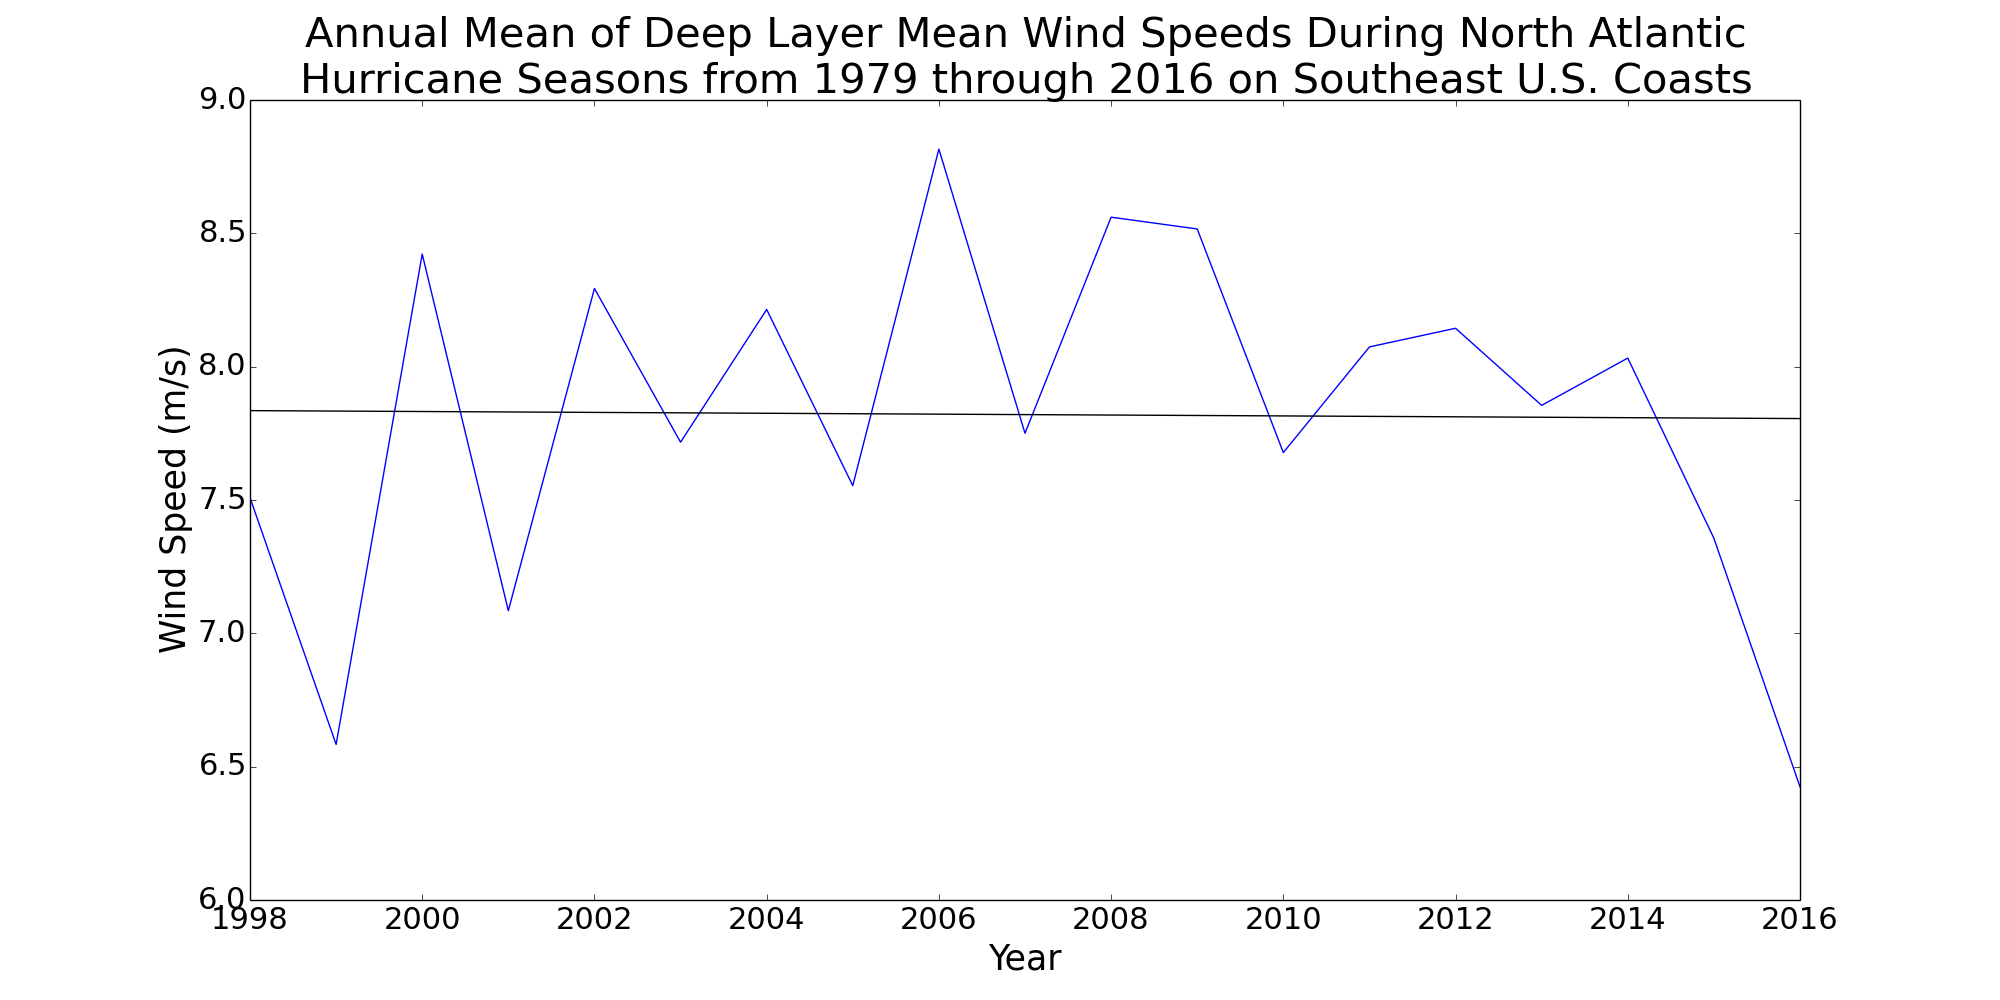 Annual Mean of Deep Layer Mean Wind Speeds During North Atlantic
Hurricane Seasons from 1979 through 2016 on Southeast U.S. Coasts
9.0
8.5
8.0
7.5
7.0
6.5
6.0
Wind Speed (m/s)
1998 2000 2002 2004 2006 2008 2010 2012 2014 2016
Year